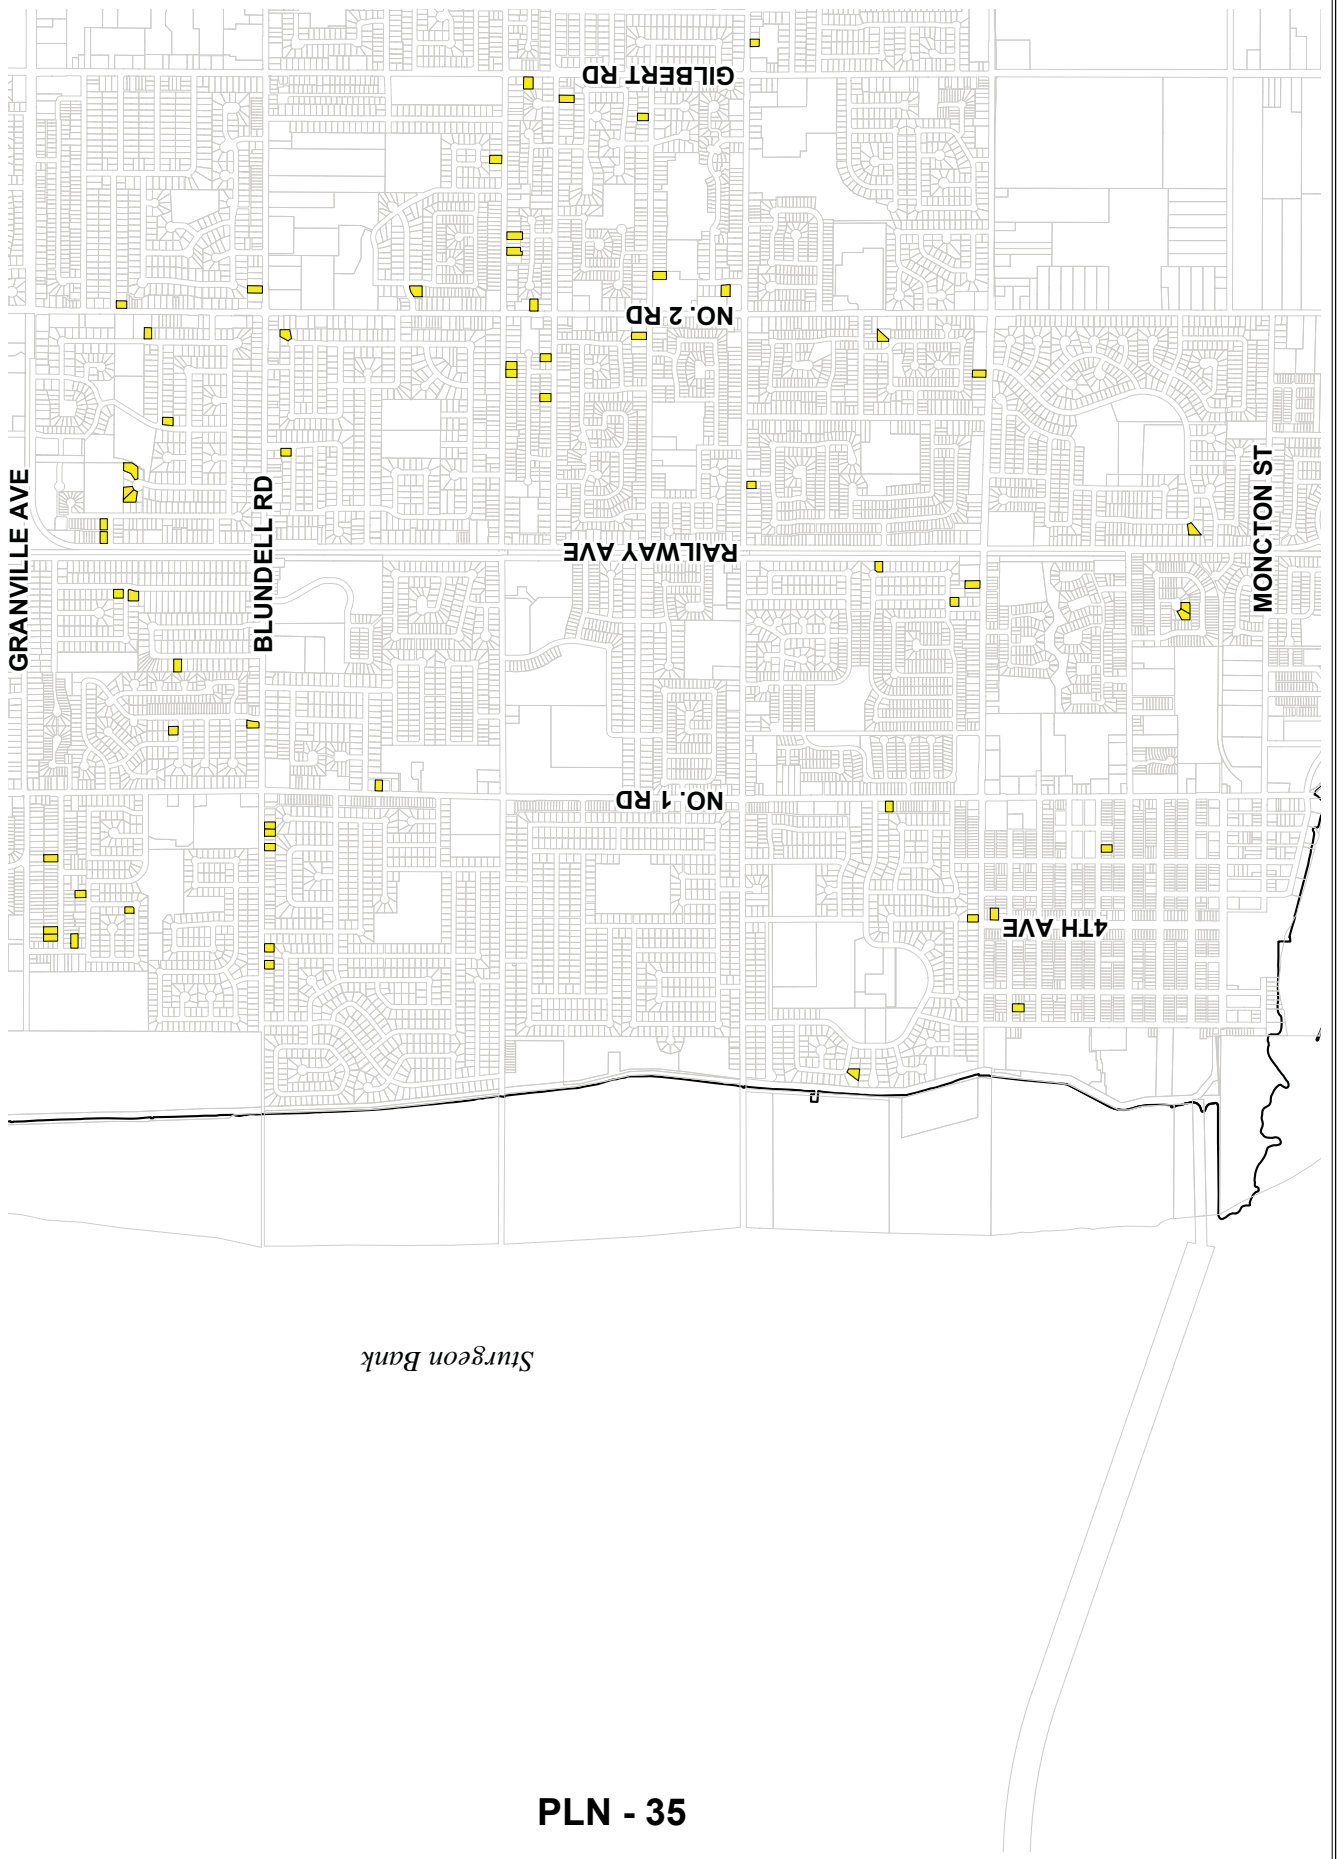 GILBERT RD
NO. 2 RD
GRANVILLE AVE
BLUNDELL RD
MONCTON ST
RAILWAY AVE
NO. 1 RD
4TH AVE
Sturgeon Bank
PLN - 35